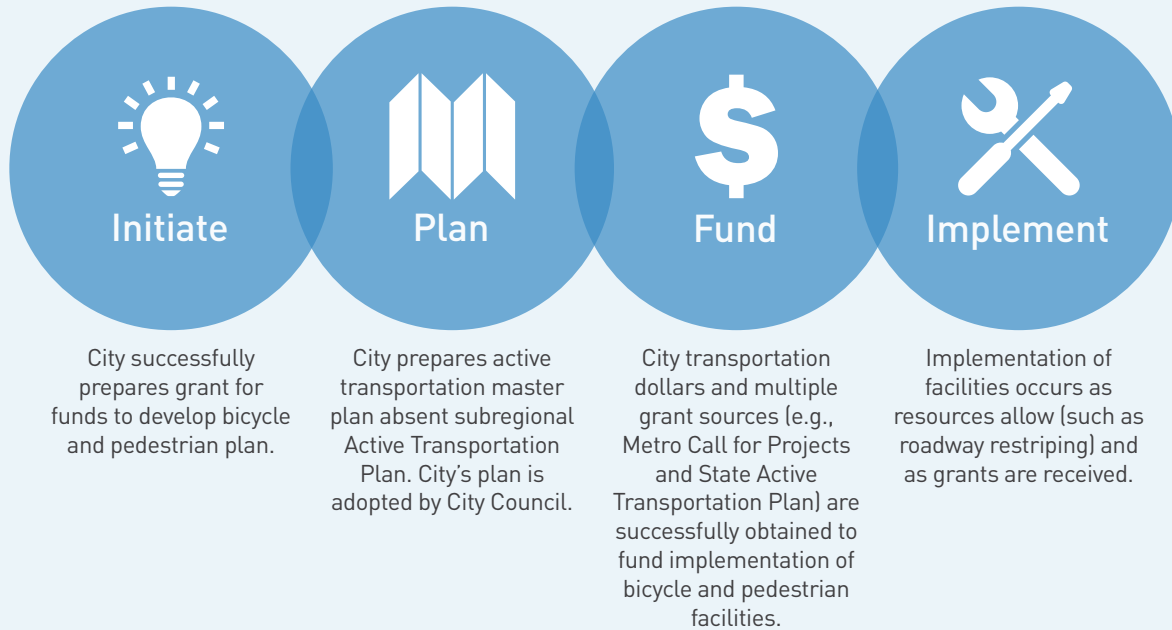 Initiate
City successfully
prepares grant for
funds to develop bicycle
and pedestrian plan.
Plan
City prepares active
transportation master
plan absent subregional
Active Transportation
Plan. City’s plan is
adopted by City Council.
$
Fund
City transportation
dollars and multiple
grant sources (e.g.,
Metro Call for Projects
and State Active
Transportation Plan) are
successfully obtained to
fund implementation of
bicycle and pedestrian
facilities.
Implement
Implementation of
facilities occurs as
resources allow (such as
roadway restriping) and
as grants are received.